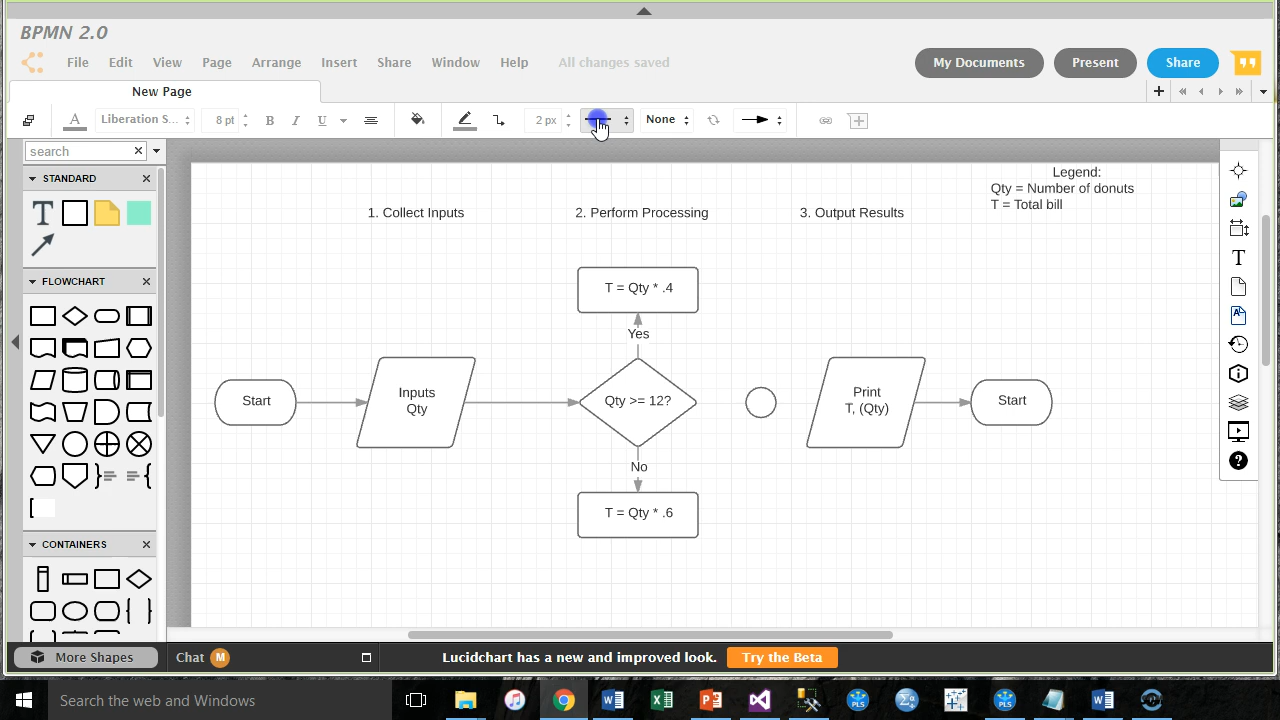 BPMN 2.0
File Edit View Page Arrange Insert Share Window Help All changes saved
My Documents Present Share
New Page
A Liberation S... 8 pt B I U 2 px None
search
STANDARD
T
FLOWCHART
CONTAINERS
Legend:
Qty = Number of donuts
T = Total bill
1. Collect Inputs 2. Perform Processing 3. Output Results
T = Qty * .4
Yes
Start
Inputs
Qty
Qty >= 12?
Print
T, (Qty)
Start
No
T = Qty * .6
More Shapes
Chat M
Lucidchart has a new and improved look. Try the Beta
Search the web and Windows